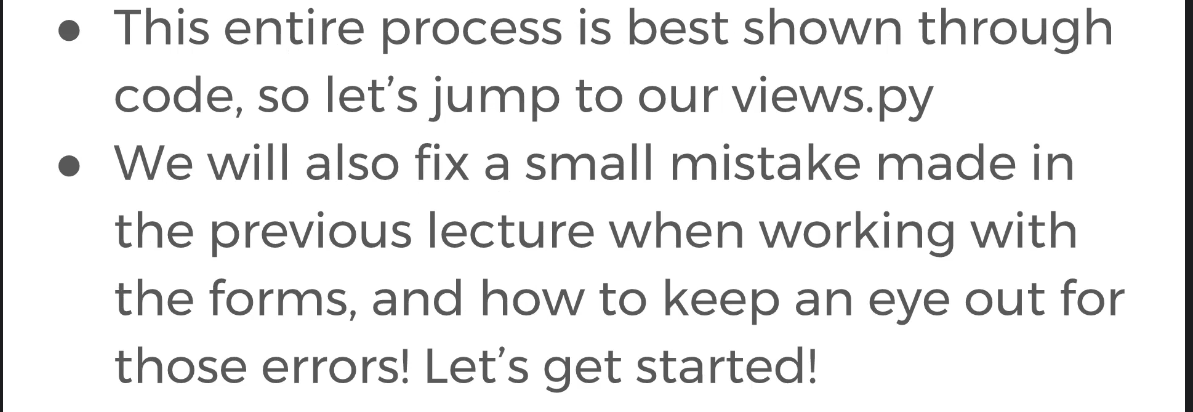 ● This entire process is best shown through
code, so let’s jump to our views.py
● We will also fix a small mistake made in
the previous lecture when working with
the forms, and how to keep an eye out for
those errors! Let’s get started!